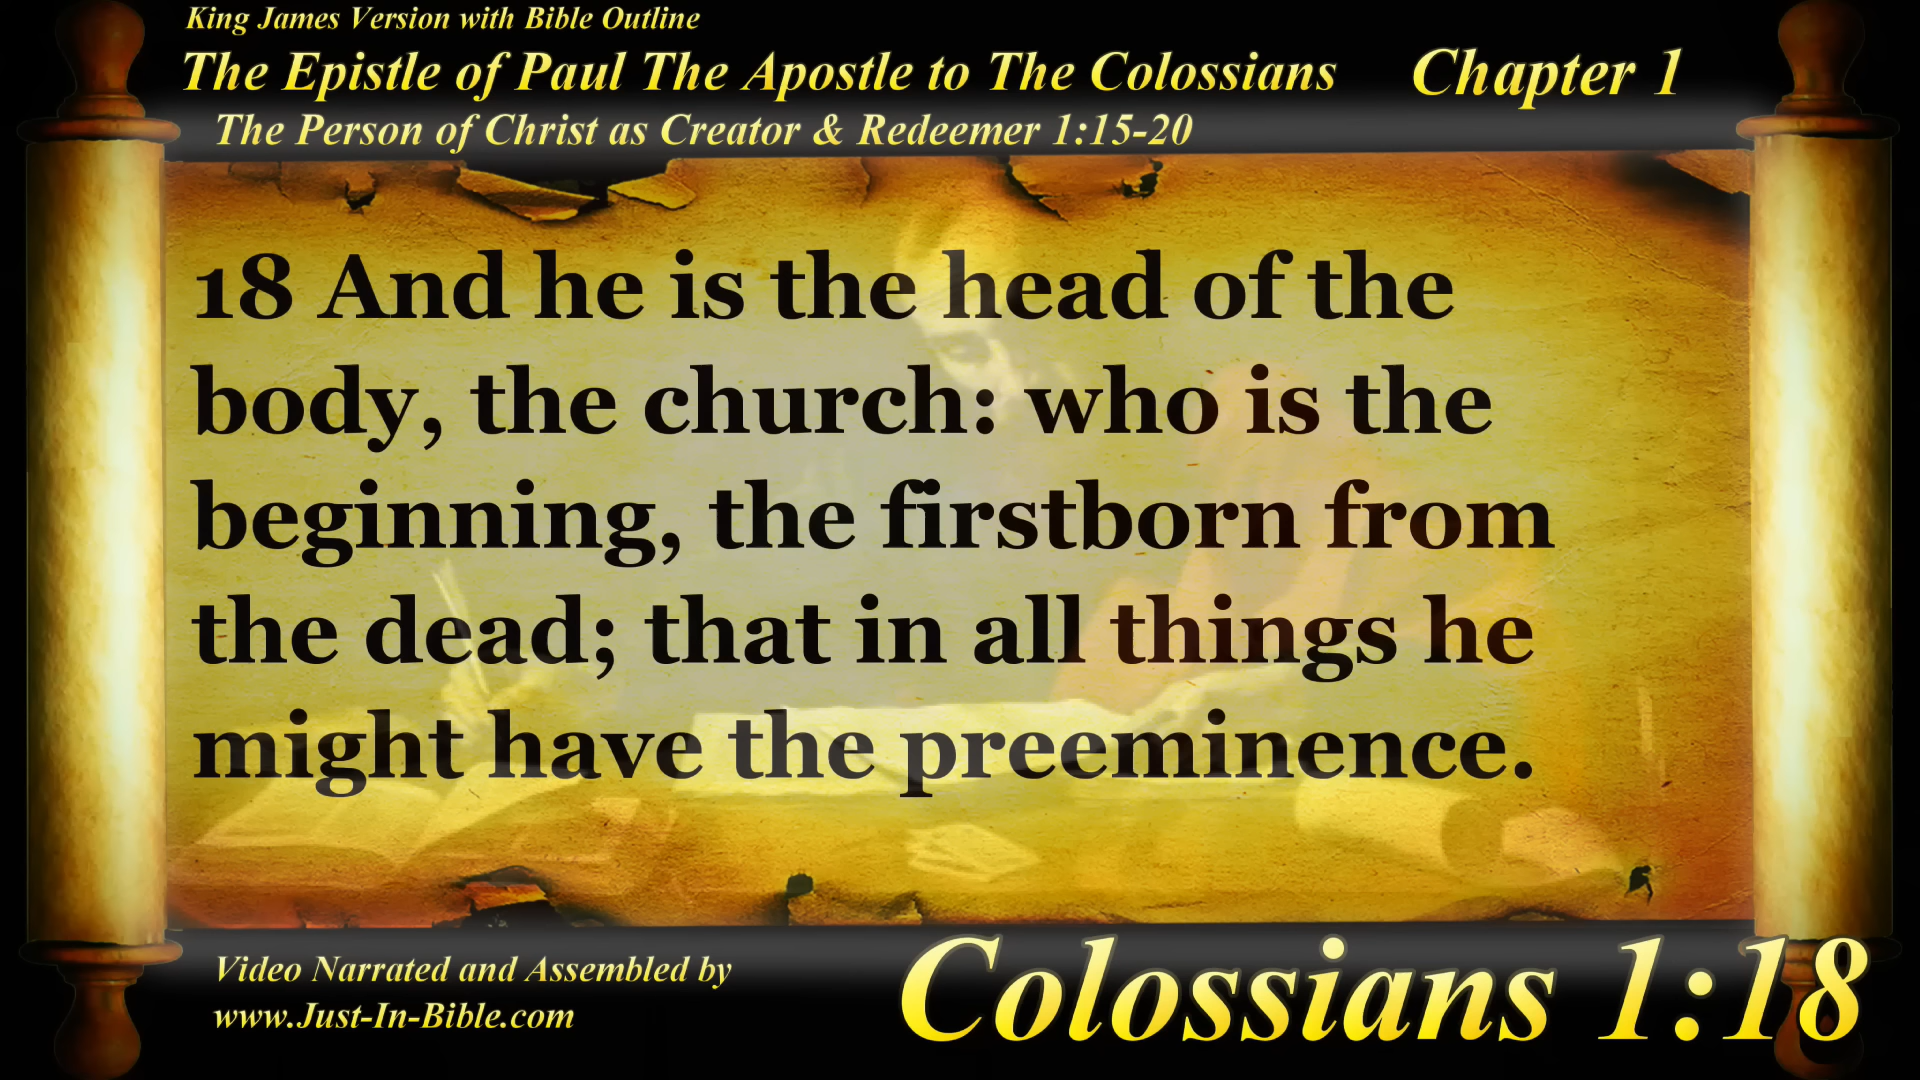 King James Version with Bible Outline
The Epistle of Paul The Apostle to The Colossians Chapter 1
The Person of Christ as Creator & Redeemer 1:15-20
18 And he is the head of the
body, the church: who is the
beginning, the firstborn from
the dead; that in all things he
might have the preeminence.
Video Narrated and Assembled by
www.Just-In-Bible.com
Colossians 1:18